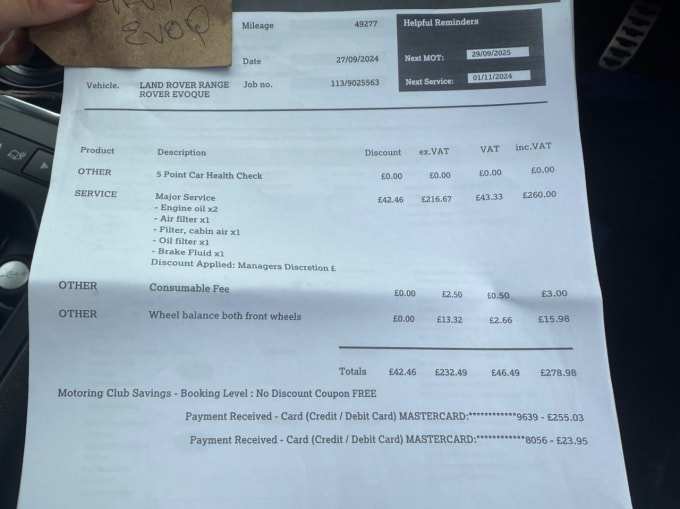 EVOQ
Mileage 49277
Helpful Reminders
Date 27/09/2024
Next MOT: 29/09/2025
Vehicle. LAND ROVER RANGE
ROVER EVOQUE
Job no. 113/9025563
Next Service: 01/11/2024
Product Description Discount ex.VAT VAT inc.VAT
OTHER 5 Point Car Health Check £0.00 £0.00 £0.00 £0.00
SERVICE Major Service £42.46 £216.67 £43.33 £260.00
- Engine oil x2
- Air filter x1
- Filter, cabin air x1
- Oil filter x1
- Brake Fluid x1
Discount Applied: Managers Discretion £
OTHER Consumable Fee £0.00 £2.50 £0.50 £3.00
OTHER Wheel balance both front wheels £0.00 £13.32 £2.66 £15.98
Totals £42.46 £232.49 £46.49 £278.98
Motoring Club Savings - Booking Level : No Discount Coupon FREE
Payment Received - Card (Credit / Debit Card) MASTERCARD:************9639 - £255.03
Payment Received - Card (Credit / Debit Card) MASTERCARD:************8056 - £23.95